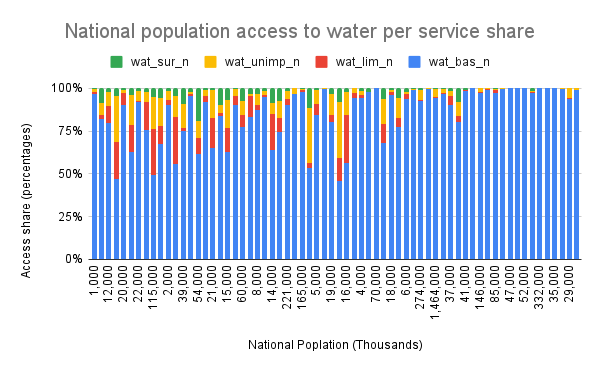 National population access to water per service share
wat_sur_n wat_unimp_n wat_lim_n wat_bas_n
Access share (percentages)
100%
75%
50%
25%
0%
1,000 12,000 20,000 22,000 115,000 2,000 39,000 54,000 21,000 15,000 60,000 8,000 14,000 221,000 165,000 5,000 19,000 16,000 4,000 70,000 18,000 6,000 274,000 1,464,000 37,000 41,000 146,000 85,000 47,000 52,000 332,000 35,000 29,000
National Poplation (Thousands)